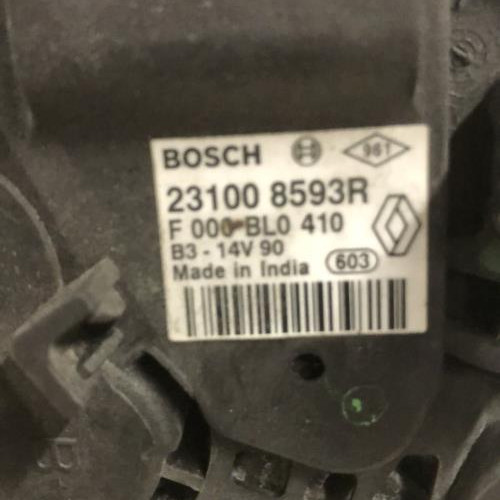 BOSCH 961
23100 8593R
F 000 BL0 410
B3 - 14V 90
Made in India 603